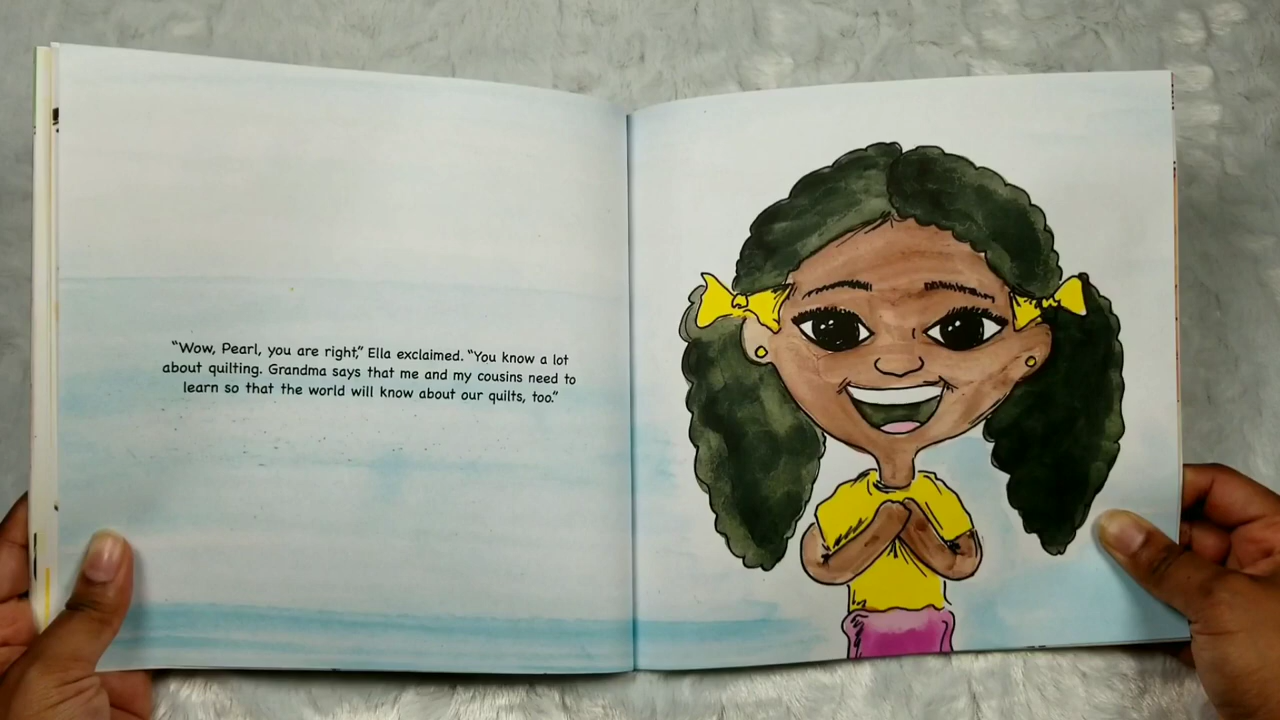 “Wow, Pearl, you are right,” Ella exclaimed. “You know a lot
about quilting. Grandma says that me and my cousins need to
learn so that the world will know about our quilts, too.”